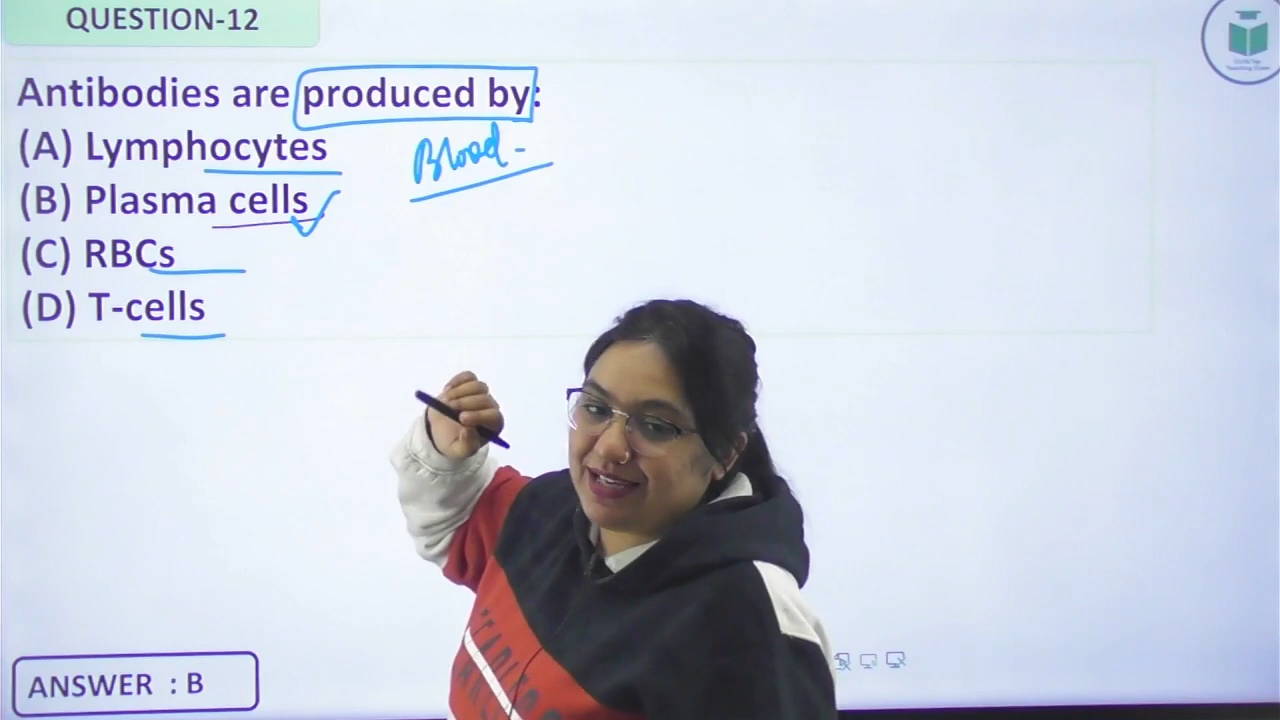 QUESTION-12
Antibodies are produced by:
(A) Lymphocytes
Blood -
(B) Plasma cells
(C) RBCs
(D) T-cells
ANSWER : B